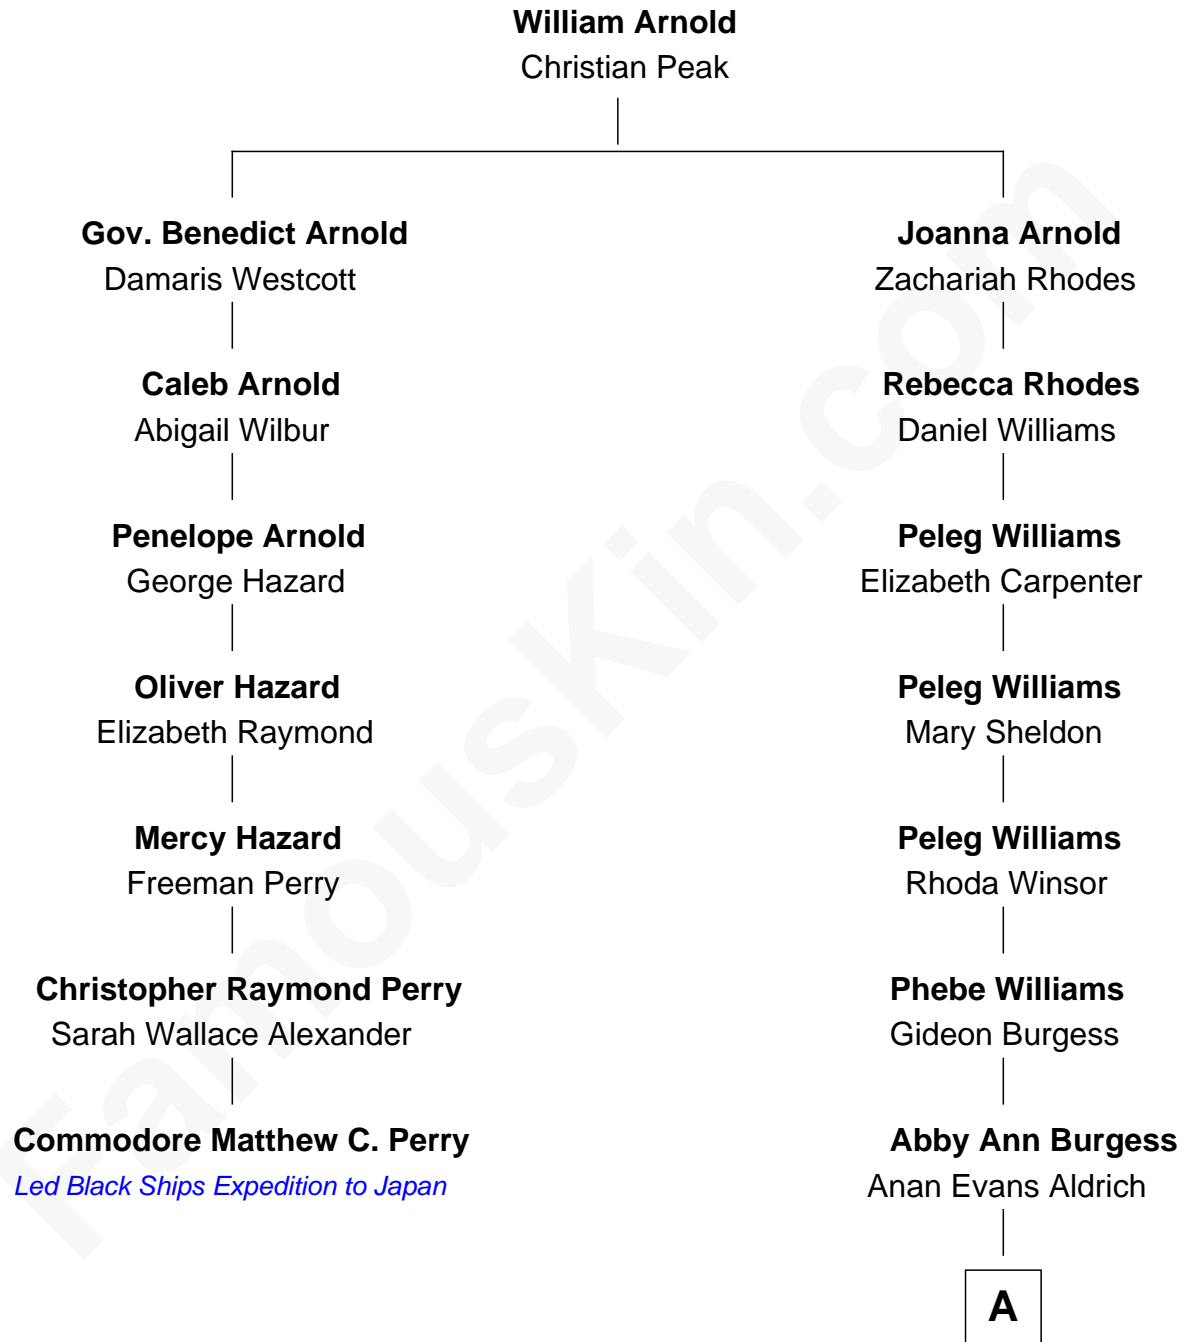 William Arnold
Christian Peak
Gov. Benedict Arnold
Damaris Westcott
Joanna Arnold
Zachariah Rhodes
Caleb Arnold
Abigail Wilbur
Rebecca Rhodes
Daniel Williams
Penelope Arnold
George Hazard
Peleg Williams
Elizabeth Carpenter
Oliver Hazard
Elizabeth Raymond
Peleg Williams
Mary Sheldon
Mercy Hazard
Freeman Perry
Peleg Williams
Rhoda Winsor
Christopher Raymond Perry
Sarah Wallace Alexander
Phebe Williams
Gideon Burgess
Commodore Matthew C. Perry
Led Black Ships Expedition to Japan
Abby Ann Burgess
Anan Evans Aldrich
A
FamousKin.com